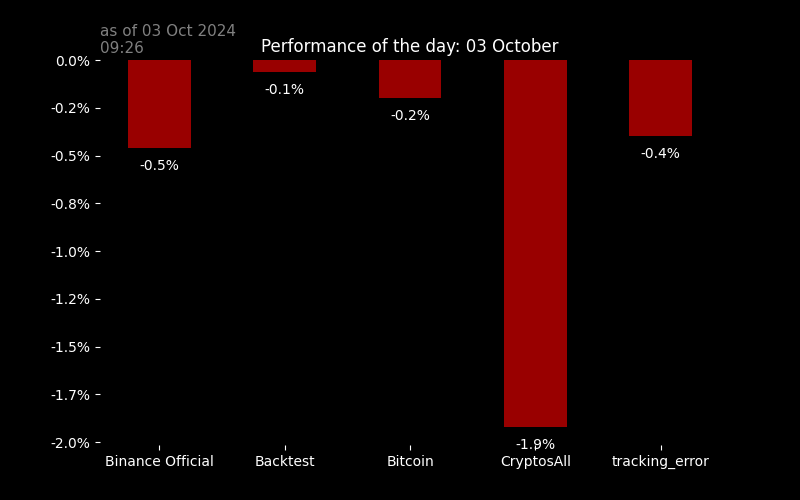 as of 03 Oct 2024
09:26
Performance of the day: 03 October
0.0%
-0.2%
-0.5%
-0.8%
-1.0%
-1.2%
-1.5%
-1.7%
-2.0%
-0.5%
-0.1%
-0.2%
-1.9%
-0.4%
Binance Official
Backtest
Bitcoin
CryptosAll
tracking_error